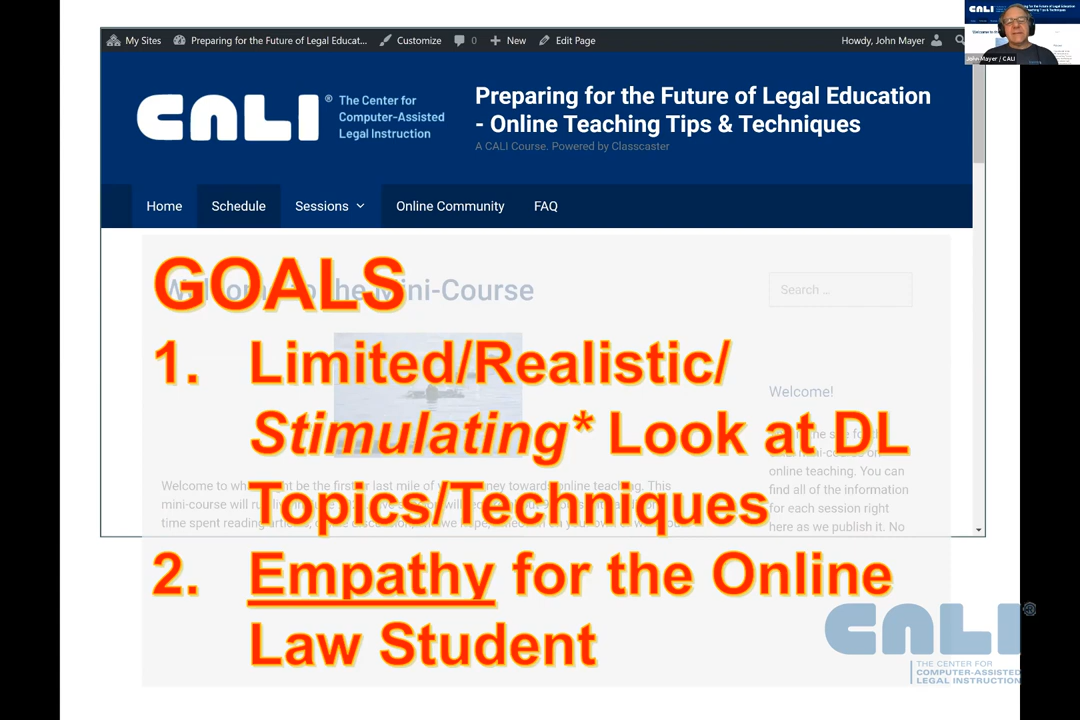 My Sites Preparing for the Future of Legal Educat... Customize 0 New Edit Page Howdy, John Mayer
CALI® The Center for
Computer-Assisted
Legal Instruction
Preparing for the Future of Legal Education
- Online Teaching Tips & Techniques
A CALI Course. Powered by Classcaster
Home Schedule Sessions Online Community FAQ
John Mayer / CALI
GOALS
1. Limited/Realistic/
Stimulating* Look at DL
Topics/Techniques
2. Empathy for the Online
Law Student
Welcome to the Mini-Course
Search ...
Welcome!
online teaching. You can
find all of the information
for each session right
here as we publish it. No
CALI®
THE CENTER FOR
COMPUTER-ASSISTED
LEGAL INSTRUCTION